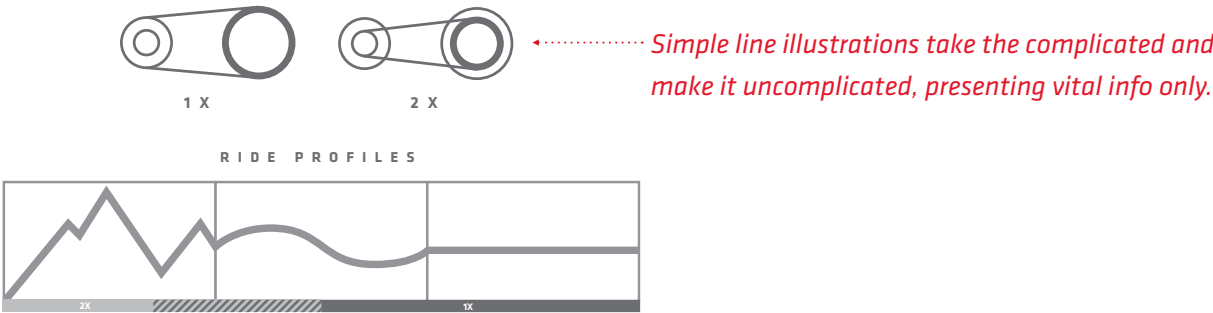 Simple line illustrations take the complicated and
make it uncomplicated, presenting vital info only.
1 X
2 X
RIDE PROFILES
2X
1X